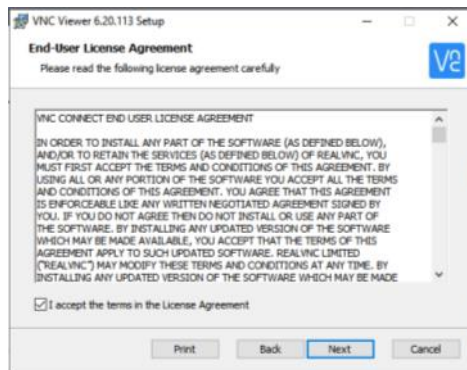 VNC Viewer 6.20.113 Setup
End-User License Agreement
Please read the following license agreement carefully
VNC CONNECT END USER LICENSE AGREEMENT
IN ORDER TO INSTALL ANY PART OF THE SOFTWARE (AS DEFINED BELOW),
AND/OR TO RETAIN THE SERVICES (AS DEFINED BELOW) OF REALVNC, YOU
MUST FIRST ACCEPT THE TERMS AND CONDITIONS OF THIS AGREEMENT. BY
USING ALL OR ANY PORTION OF THE SOFTWARE YOU ACCEPT ALL THE TERMS
AND CONDITIONS OF THIS AGREEMENT. YOU AGREE THAT THIS AGREEMENT
IS ENFORCEABLE LIKE ANY WRITTEN NEGOTIATED AGREEMENT SIGNED BY
YOU. IF YOU DO NOT AGREE THEN DO NOT INSTALL OR USE ANY PART OF
THE SOFTWARE. BY INSTALLING ANY UPDATED VERSION OF THE SOFTWARE
WHICH MAY BE MADE AVAILABLE, YOU ACCEPT THAT THE TERMS OF THIS
AGREEMENT APPLY TO SUCH UPDATED SOFTWARE. REALVNC LIMITED
("REALVNC") MAY MODIFY THESE TERMS AND CONDITIONS AT ANY TIME. BY
INSTALLING ANY UPDATED VERSION OF THE SOFTWARE WHICH MAY BE MADE
I accept the terms in the License Agreement
Print Back Next Cancel